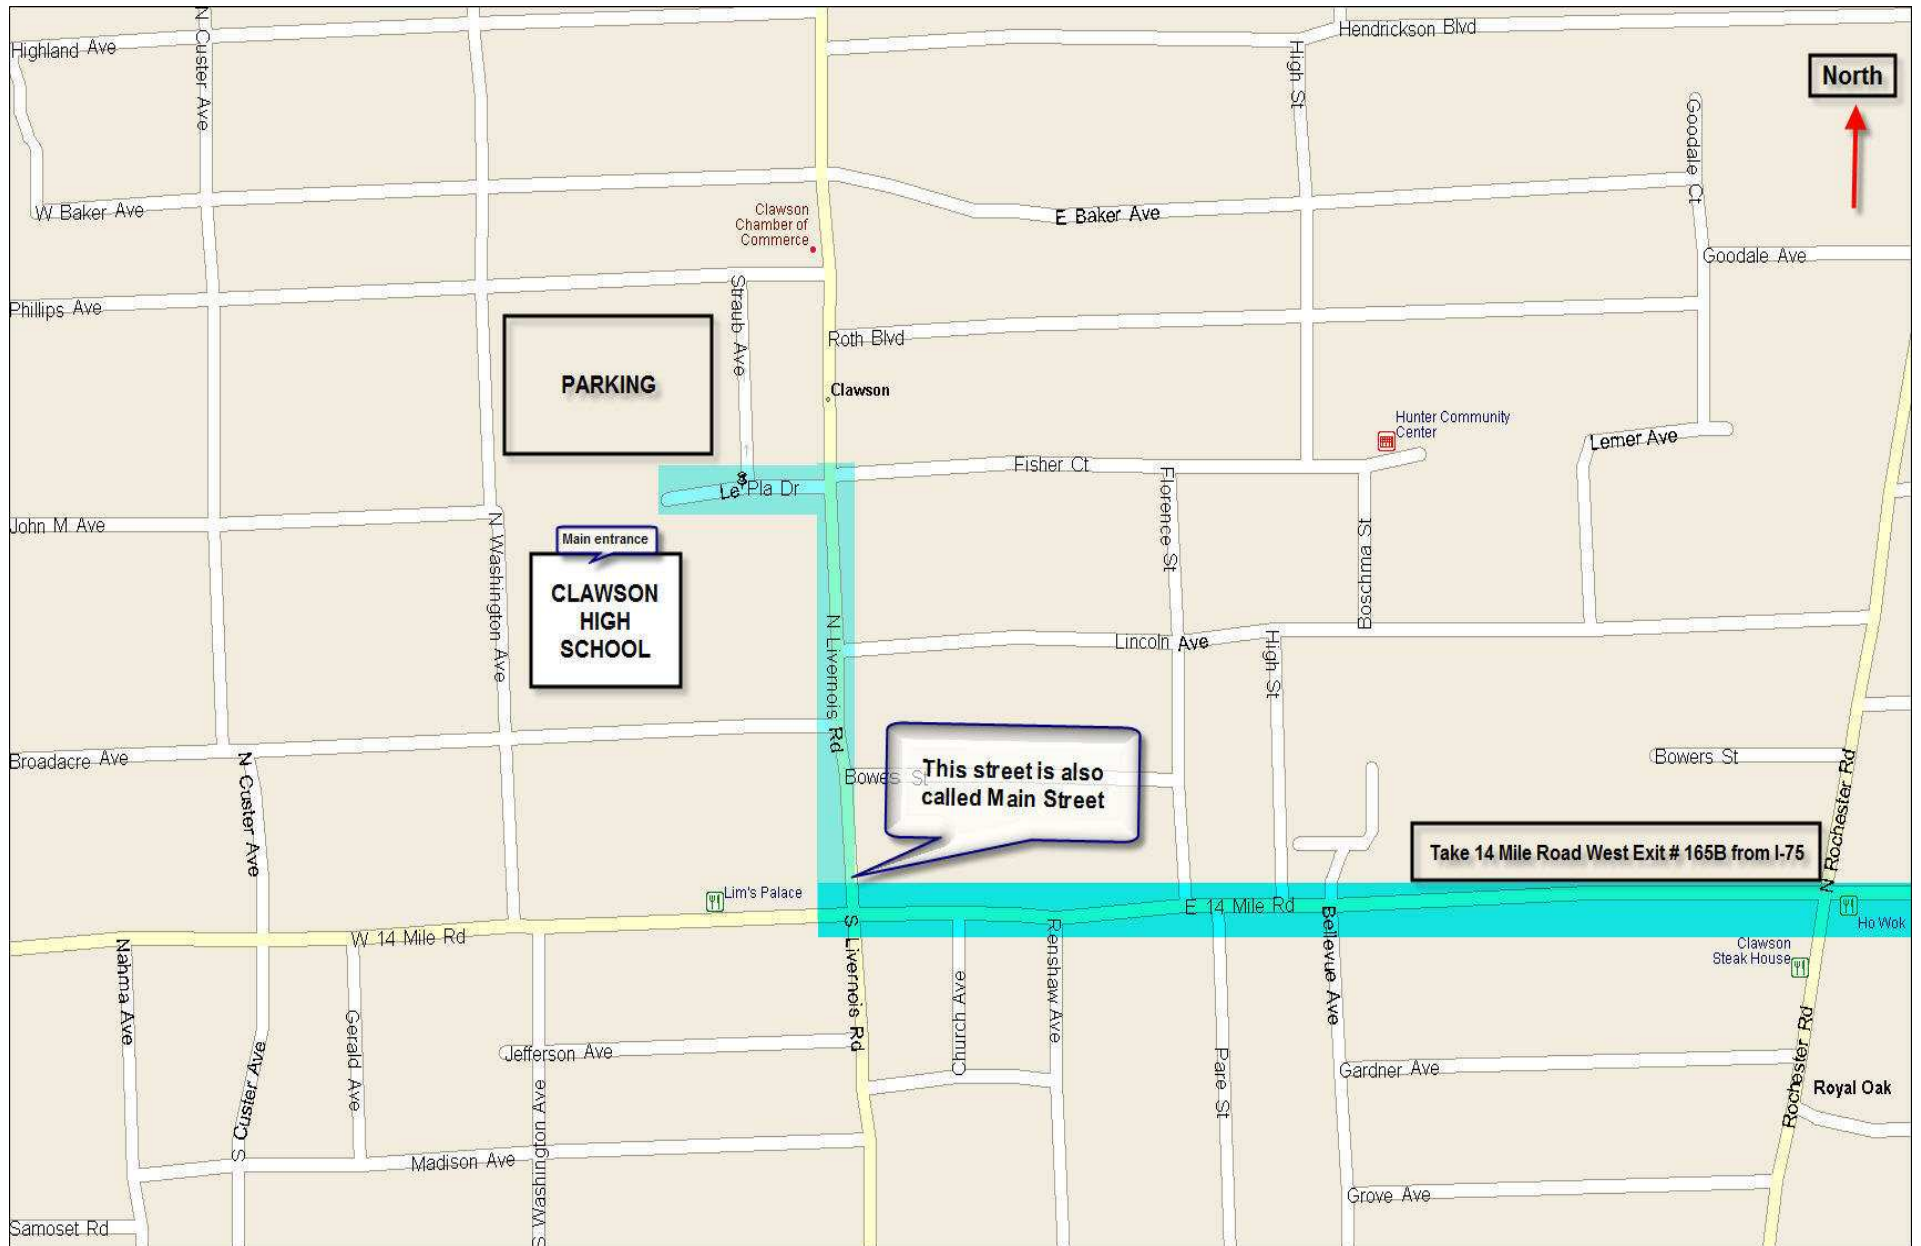 N Custer Ave
Highland Ave
Hendrickson Blvd
High St
North
Goodale Ct
W Baker Ave
Clawson
Chamber of
Commerce
E Baker Ave
Goodale Ave
Phillips Ave
Straub Ave
Roth Blvd
PARKING
Clawson
Hunter Community
Center
Lerner Ave
Fisher Ct
Florence St
Le Pla Dr
John M Ave
N Washington Ave
Main entrance
CLAWSON
HIGH
SCHOOL
Boschma St
N Livernois Rd
Lincoln Ave
High St
Broadacre Ave
N Custer Ave
This street is also
called Main Street
Bowes St
Bowers St
N Rochester Rd
Take 14 Mile Road West Exit # 165B from I-75
Lim's Palace
E 14 Mile Rd
Ho Wok
W 14 Mile Rd
S Livernois Rd
Renshaw Ave
Bellevue Ave
Clawson
Steak House
Nahma Ave
Church Ave
Gerald Ave
Jefferson Ave
Pare St
Gardner Ave
Rochester Rd
Royal Oak
S Custer Ave
Madison Ave
S Washington Ave
Grove Ave
Samoset Rd